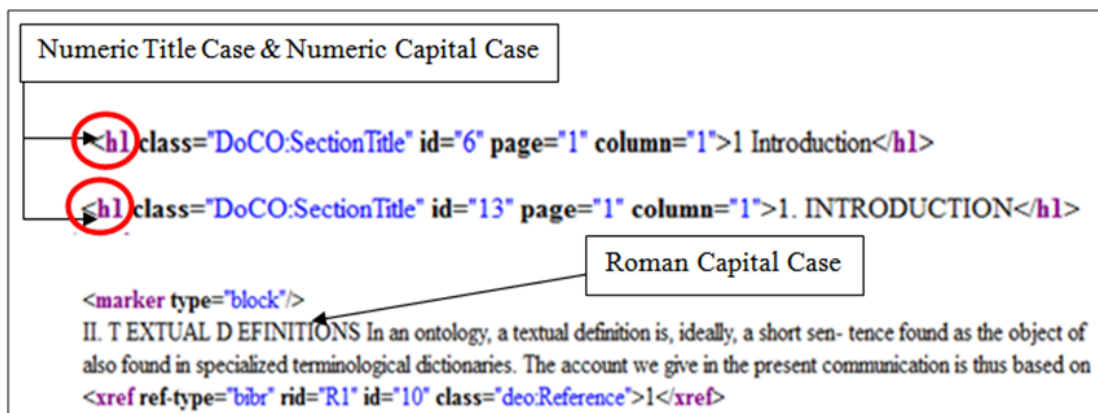 Numeric Title Case & Numeric Capital Case
<h1 class="DoCO:SectionTitle" id="6" page="1" column="1">1 Introduction</h1>
<h1 class="DoCO:SectionTitle" id="13" page="1" column="1">1. INTRODUCTION</h1>
Roman Capital Case
<marker type="block"/>
II. T EXTUAL D EFINITIONS In an ontology, a textual definition is, ideally, a short sen- tence found as the object of
also found in specialized terminological dictionaries. The account we give in the present communication is thus based on
<xref ref-type="bibr" rid="R1" id="10" class="deo:Reference">1</xref>